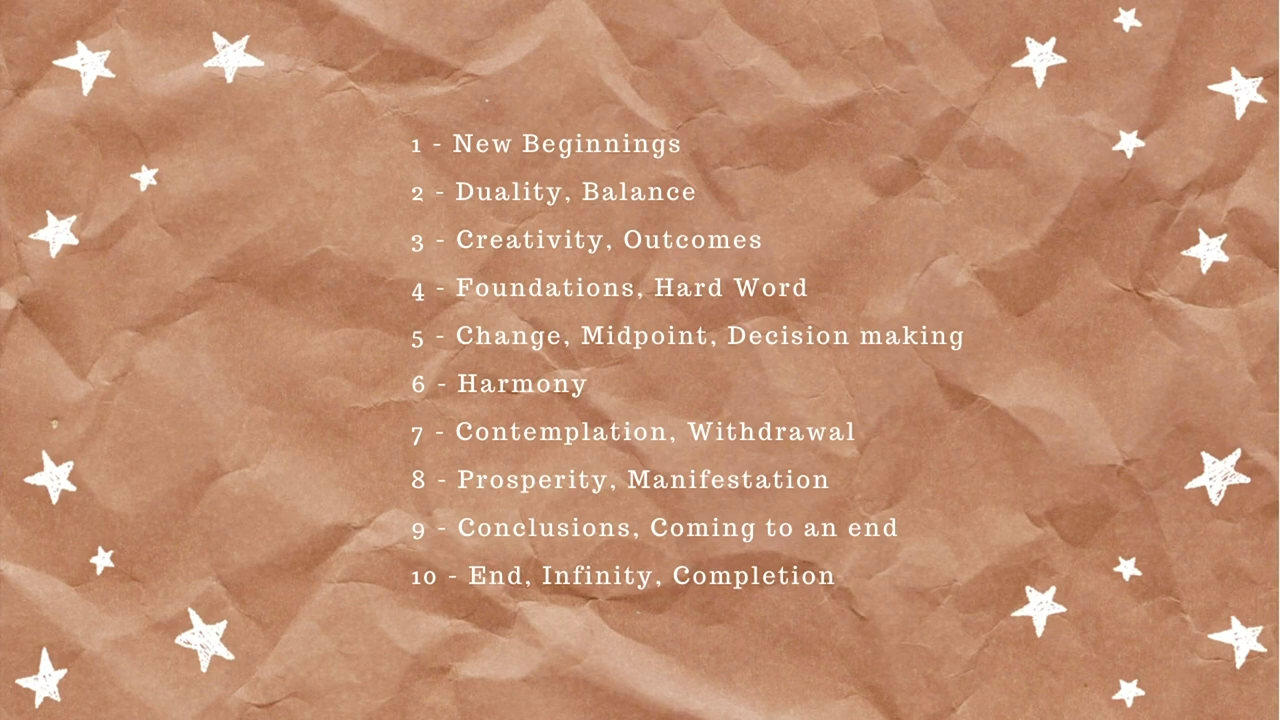 1 - New Beginnings
2 - Duality, Balance
3 - Creativity, Outcomes
4 - Foundations, Hard Word
5 - Change, Midpoint, Decision making
6 - Harmony
7 - Contemplation, Withdrawal
8 - Prosperity, Manifestation
9 - Conclusions, Coming to an end
10 - End, Infinity, Completion